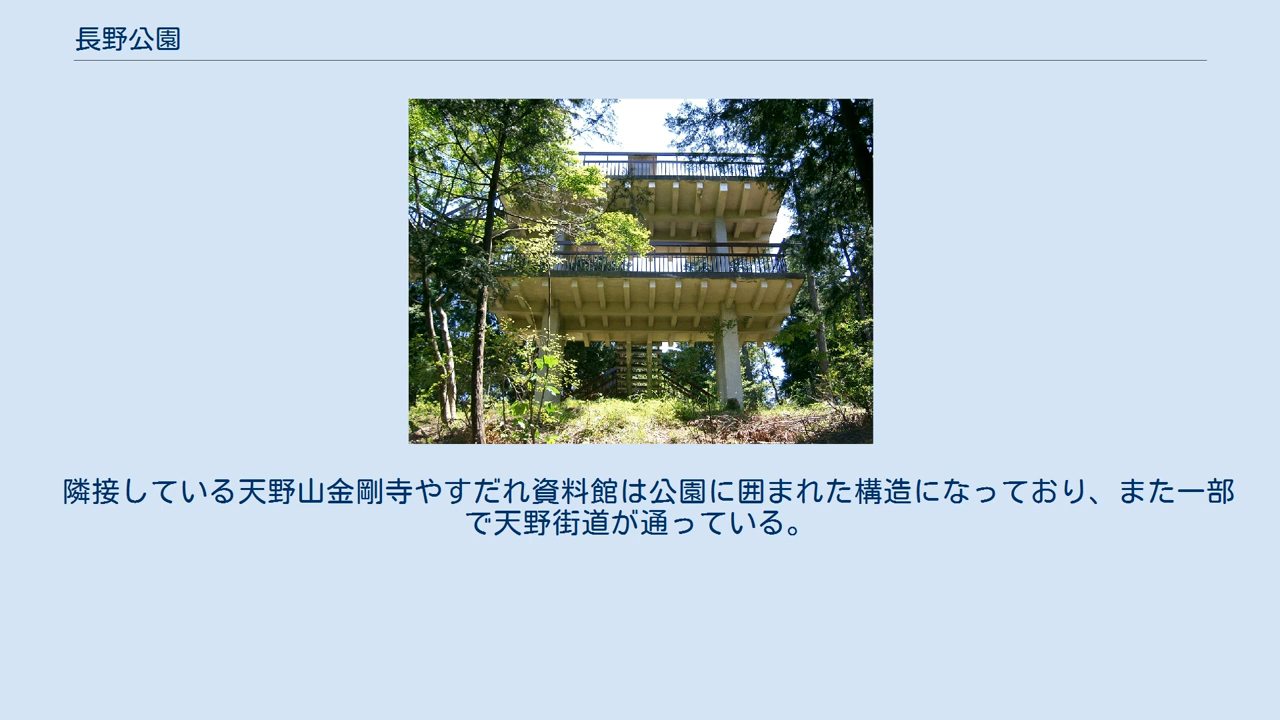 長野公園
隣接している天野山金剛寺やすだれ資料館は公園に囲まれた構造になっており、また一部
で天野街道が通っている。